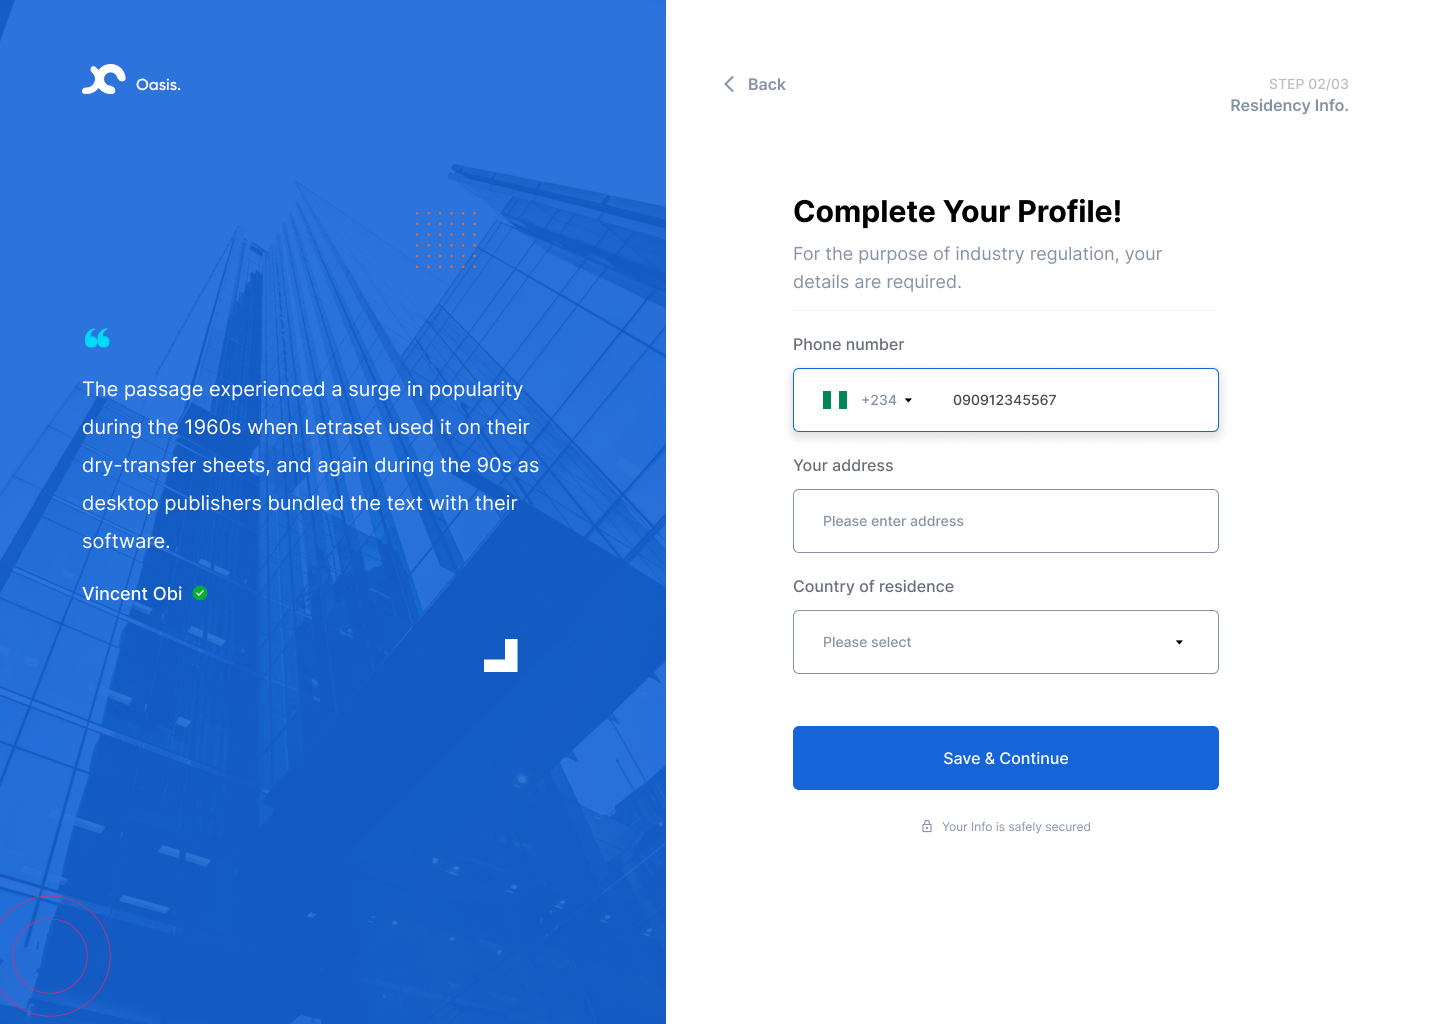 Oasis.
“
The passage experienced a surge in popularity
during the 1960s when Letraset used it on their
dry-transfer sheets, and again during the 90s as
desktop publishers bundled the text with their
software.
Vincent Obi
Back
STEP 02/03
Residency Info.
Complete Your Profile!
For the purpose of industry regulation, your
details are required.
Phone number
+234 090912345567
Your address
Please enter address
Country of residence
Please select
Save & Continue
Your Info is safely secured